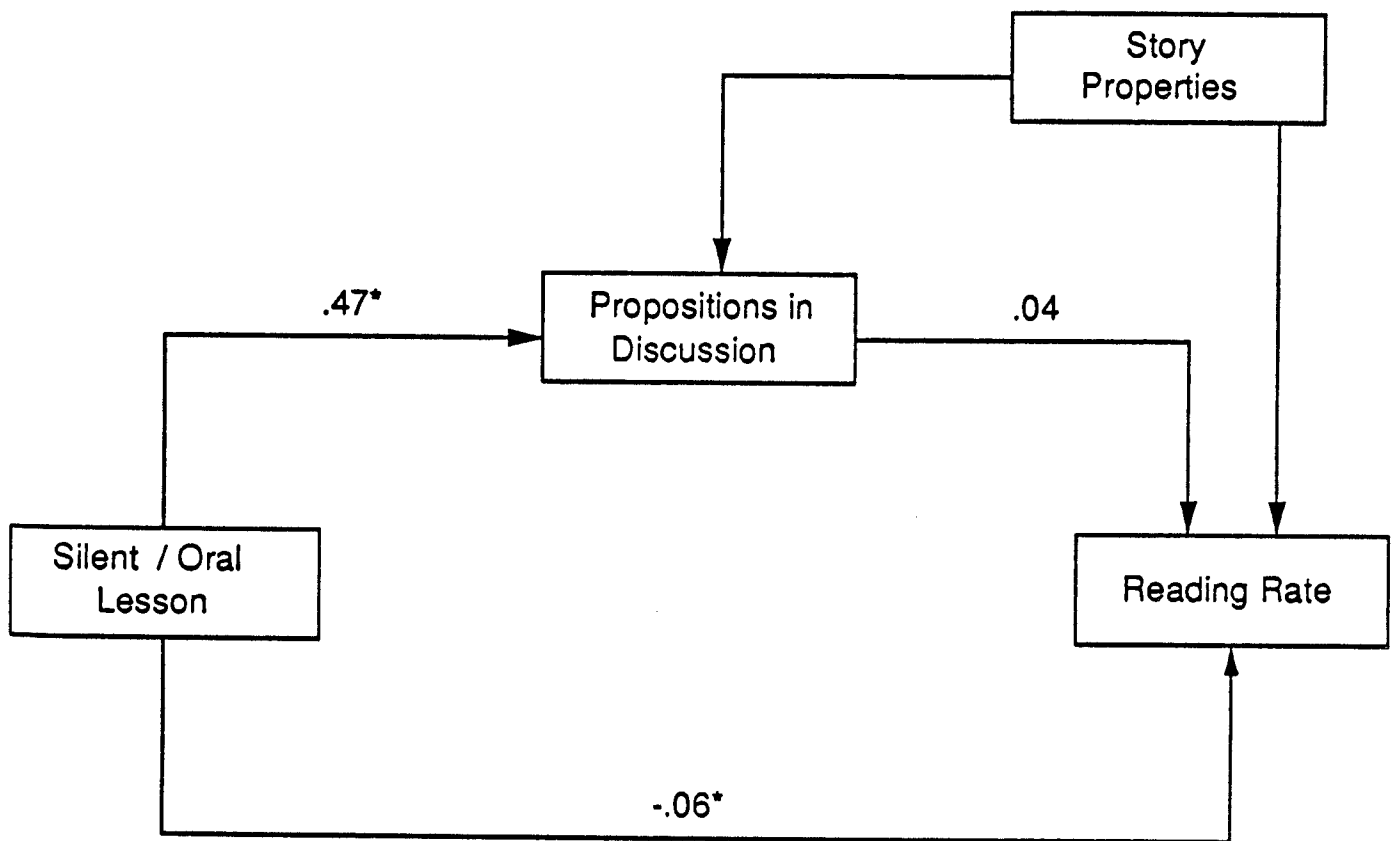 Story
Properties
.47*
Propositions in
Discussion
.04
Silent / Oral
Lesson
Reading Rate
-.06*